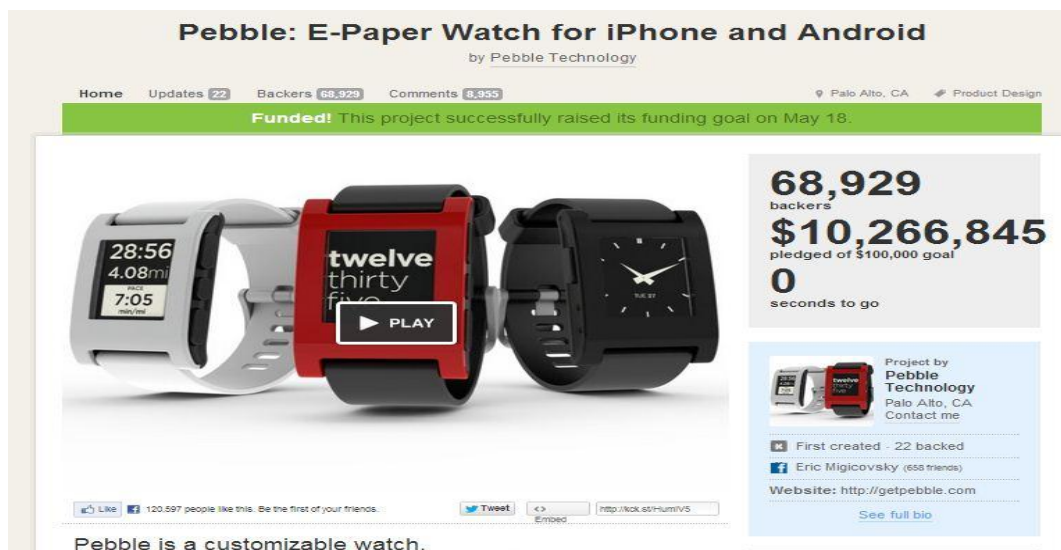 Pebble: E-Paper Watch for iPhone and Android
by Pebble Technology
Home Updates 22 Backers 68,929 Comments 8,955 Palo Alto, CA Product Design
Funded! This project successfully raised its funding goal on May 18.
28:56
4.08mi
PACE
7:05
min/mi
twelve
thirty
five
PLAY
TUE 27
68,929
backers
$10,266,845
pledged of $100,000 goal
0
seconds to go
twelve
thirty
Project by
Pebble
Technology
Palo Alto, CA
Contact me
First created · 22 backed
Eric Migicovsky (658 friends)
Website: http://getpebble.com
See full bio
Like 120,597 people like this. Be the first of your friends.
Tweet
<> Embed
Pebble is a customizable watch.